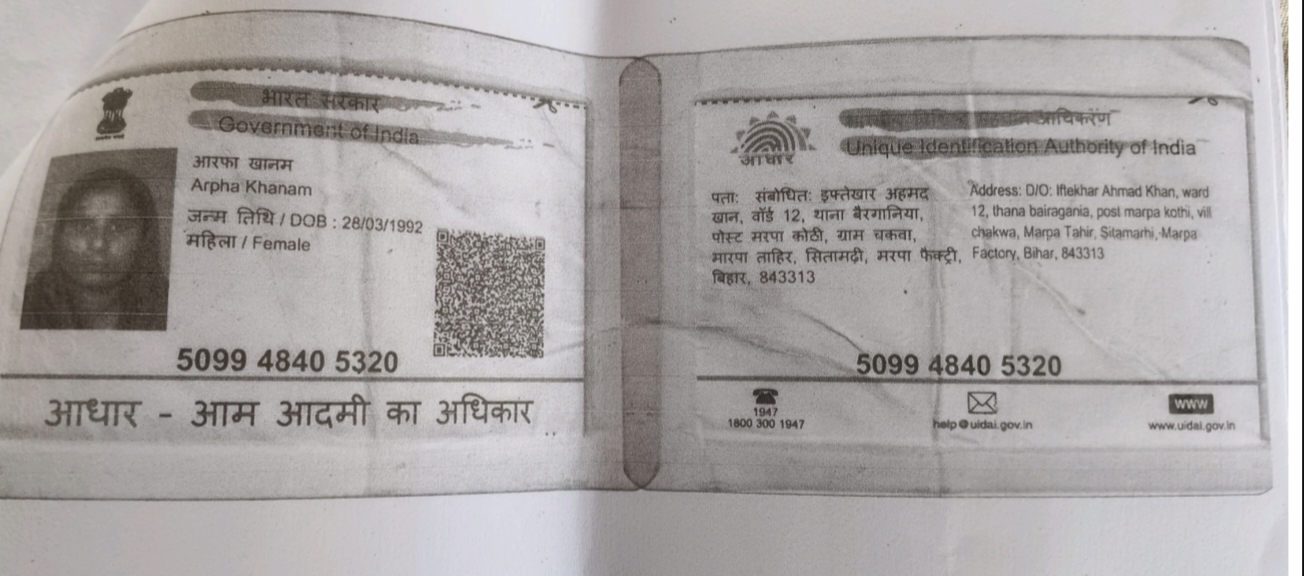 भारत सरकार
Government of India
आरफा खानम
Arpha Khanam
जन्म तिथि / DOB : 28/03/1992
महिला / Female
5099 4840 5320
आधार - आम आदमी का अधिकार
आधार
Unique Identification Authority of India
पता: संबोधित: इफ्तेखार अहमद
खान, वॉर्ड 12, थाना बैरगानिया,
पोस्ट मरपा कोठी, ग्राम चकवा,
मारपा ताहिर, सितामढ़ी, मरपा फैक्ट्री,
बिहार, 843313
Address: D/O: Iftekhar Ahmad Khan, ward
12, thana bairagania, post marpa kothi, vill
chakwa, Marpa Tahir, Sitamarhi, Marpa
Factory, Bihar, 843313
5099 4840 5320
1947
1800 300 1947
help@uidai.gov.in
WWW
www.uidai.gov.in